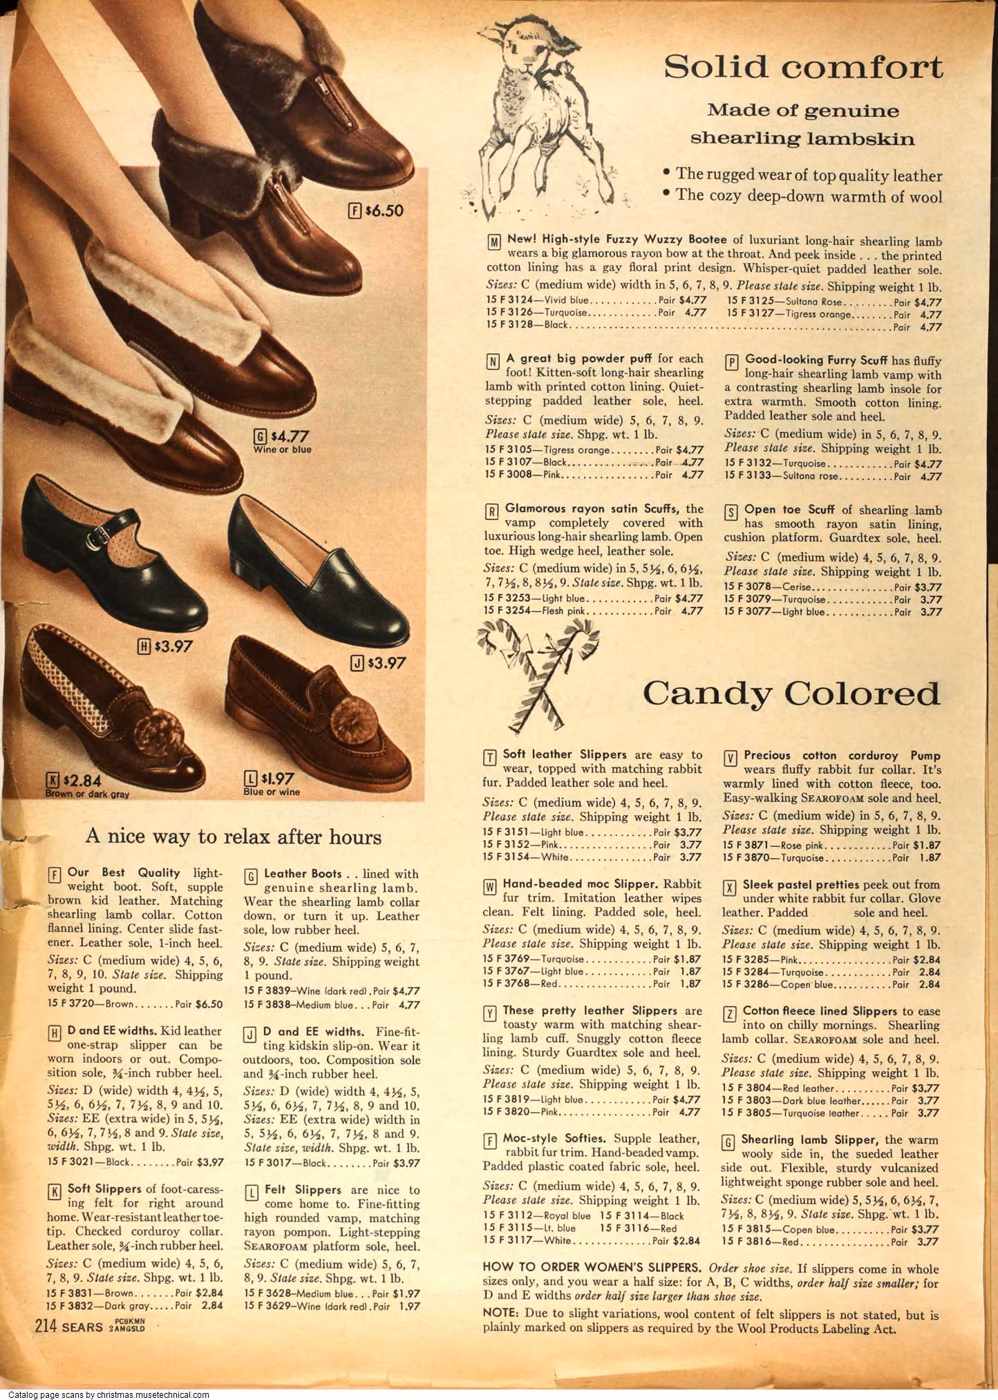 F $6.50
G $4.77
Wine or blue
H $3.97
J $3.97
K $2.84
Brown or dark gray
L $1.97
Blue or wine
A nice way to relax after hours
F Our Best Quality light-
weight boot. Soft, supple
brown kid leather. Matching
shearling lamb collar. Cotton
flannel lining. Center slide fast-
ener. Leather sole, 1-inch heel.
Sizes: C (medium wide) 4, 5, 6,
7, 8, 9, 10. State size. Shipping
weight 1 pound.
15 F 3720—Brown.......Pair $6.50
H D and EE widths. Kid leather
one-strap slipper can be
worn indoors or out. Compo-
sition sole, ¾-inch rubber heel.
Sizes: D (wide) width 4, 4½, 5,
5½, 6, 6½, 7, 7½, 8, 9 and 10.
Sizes: EE (extra wide) in 5, 5½,
6, 6½, 7, 7½, 8 and 9. State size,
width. Shpg. wt. 1 lb.
15 F 3021—Black........Pair $3.97
K Soft Slippers of foot-caress-
ing felt for right around
home. Wear-resistant leather toe-
tip. Checked corduroy collar.
Leather sole, ¾-inch rubber heel.
Sizes: C (medium wide) 4, 5, 6,
7, 8, 9. State size. Shpg. wt. 1 lb.
15 F 3831—Brown.......Pair $2.84
15 F 3832—Dark gray.....Pair 2.84
G Leather Boots . . lined with
genuine shearling lamb.
Wear the shearling lamb collar
down, or turn it up. Leather
sole, low rubber heel.
Sizes: C (medium wide) 5, 6, 7,
8, 9. State size. Shipping weight
1 pound.
15 F 3839—Wine (dark red).Pair $4.77
15 F 3838—Medium blue...Pair 4.77
J D and EE widths. Fine-fit-
ting kidskin slip-on. Wear it
outdoors, too. Composition sole
and ¾-inch rubber heel.
Sizes: D (wide) width 4, 4½, 5,
5½, 6, 6½, 7, 7½, 8, 9 and 10.
Sizes: EE (extra wide) width in
5, 5½, 6, 6½, 7, 7½, 8 and 9.
State size, width. Shpg. wt. 1 lb.
15 F 3017—Black........Pair $3.97
L Felt Slippers are nice to
come home to. Fine-fitting
high rounded vamp, matching
rayon pompon. Light-stepping
SEAROFOAM platform sole, heel.
Sizes: C (medium wide) 5, 6, 7,
8, 9. State size. Shpg. wt. 1 lb.
15 F 3628—Medium blue...Pair $1.97
15 F 3629—Wine (dark red).Pair 1.97
214 SEARS PCBKMN
2AMGSLD
Solid comfort
Made of genuine
shearling lambskin
• The rugged wear of top quality leather
• The cozy deep-down warmth of wool
M New! High-style Fuzzy Wuzzy Bootee of luxuriant long-hair shearling lamb
wears a big glamorous rayon bow at the throat. And peek inside . . . the printed
cotton lining has a gay floral print design. Whisper-quiet padded leather sole.
Sizes: C (medium wide) width in 5, 6, 7, 8, 9. Please state size. Shipping weight 1 lb.
15 F 3124—Vivid blue............Pair $4.77 15 F 3125—Sultana Rose.........Pair $4.77
15 F 3126—Turquoise............Pair 4.77 15 F 3127—Tigress orange........Pair 4.77
15 F 3128—Black..........................................................Pair 4.77
N A great big powder puff for each
foot! Kitten-soft long-hair shearling
lamb with printed cotton lining. Quiet-
stepping padded leather sole, heel.
Sizes: C (medium wide) 5, 6, 7, 8, 9.
Please state size. Shpg. wt. 1 lb.
15 F 3105—Tigress orange........Pair $4.77
15 F 3107—Black................Pair 4.77
15 F 3008—Pink.................Pair 4.77
P Good-looking Furry Scuff has fluffy
long-hair shearling lamb vamp with
a contrasting shearling lamb insole for
extra warmth. Smooth cotton lining.
Padded leather sole and heel.
Sizes: C (medium wide) in 5, 6, 7, 8, 9.
Please state size. Shipping weight 1 lb.
15 F 3132—Turquoise............Pair $4.77
15 F 3133—Sultana rose..........Pair 4.77
R Glamorous rayon satin Scuffs, the
vamp completely covered with
luxurious long-hair shearling lamb. Open
toe. High wedge heel, leather sole.
Sizes: C (medium wide) in 5, 5½, 6, 6½,
7, 7½, 8, 8½, 9. State size. Shpg. wt. 1 lb.
15 F 3253—Light blue............Pair $4.77
15 F 3254—Flesh pink............Pair 4.77
S Open toe Scuff of shearling lamb
has smooth rayon satin lining,
cushion platform. Guardtex sole, heel.
Sizes: C (medium wide) 4, 5, 6, 7, 8, 9.
Please state size. Shipping weight 1 lb.
15 F 3078—Cerise...............Pair $3.77
15 F 3079—Turquoise............Pair 3.77
15 F 3077—Light blue............Pair 3.77
Candy Colored
T Soft leather Slippers are easy to
wear, topped with matching rabbit
fur. Padded leather sole and heel.
Sizes: C (medium wide) 4, 5, 6, 7, 8, 9.
Please state size. Shipping weight 1 lb.
15 F 3151—Light blue............Pair $3.77
15 F 3152—Pink.................Pair 3.77
15 F 3154—White...............Pair 3.77
W Hand-beaded moc Slipper. Rabbit
fur trim. Imitation leather wipes
clean. Felt lining. Padded sole, heel.
Sizes: C (medium wide) 4, 5, 6, 7, 8, 9.
Please state size. Shipping weight 1 lb.
15 F 3769—Turquoise............Pair $1.87
15 F 3767—Light blue............Pair 1.87
15 F 3768—Red.................Pair 1.87
Y These pretty leather Slippers are
toasty warm with matching shear-
ling lamb cuff. Snuggly cotton fleece
lining. Sturdy Guardtex sole and heel.
Sizes: C (medium wide) 5, 6, 7, 8, 9.
Please state size. Shipping weight 1 lb.
15 F 3819—Light blue............Pair $4.77
15 F 3820—Pink.................Pair 4.77
F Moc-style Softies. Supple leather,
rabbit fur trim. Hand-beaded vamp.
Padded plastic coated fabric sole, heel.
Sizes: C (medium wide) 4, 5, 6, 7, 8, 9.
Please state size. Shipping weight 1 lb.
15 F 3112—Royal blue 15 F 3114—Black
15 F 3115—Lt. blue 15 F 3116—Red
15 F 3117—White..............Pair $2.84
V Precious cotton corduroy Pump
wears fluffy rabbit fur collar. It's
warmly lined with cotton fleece, too.
Easy-walking SEAROFOAM sole and heel.
Sizes: C (medium wide) in 5, 6, 7, 8, 9.
Please state size. Shipping weight 1 lb.
15 F 3871—Rose pink............Pair $1.87
15 F 3870—Turquoise............Pair 1.87
X Sleek pastel pretties peek out from
under white rabbit fur collar. Glove
leather. Padded sole and heel.
Sizes: C (medium wide) 4, 5, 6, 7, 8, 9.
Please state size. Shipping weight 1 lb.
15 F 3285—Pink.................Pair $2.84
15 F 3284—Turquoise............Pair 2.84
15 F 3286—Copen blue...........Pair 2.84
Z Cotton fleece lined Slippers to ease
into on chilly mornings. Shearling
lamb collar. SEAROFOAM sole and heel.
Sizes: C (medium wide) 4, 5, 6, 7, 8, 9.
Please state size. Shipping weight 1 lb.
15 F 3804—Red leather..........Pair $3.77
15 F 3803—Dark blue leather......Pair 3.77
15 F 3805—Turquoise leather.....Pair 3.77
G Shearling lamb Slipper, the warm
wooly side in, the sueded leather
side out. Flexible, sturdy vulcanized
lightweight sponge rubber sole and heel.
Sizes: C (medium wide) 5, 5½, 6, 6½, 7,
7½, 8, 8½, 9. State size. Shpg. wt. 1 lb.
15 F 3815—Copen blue...........Pair $3.77
15 F 3816—Red.................Pair 3.77
HOW TO ORDER WOMEN'S SLIPPERS. Order shoe size. If slippers come in whole
sizes only, and you wear a half size: for A, B, C widths, order half size smaller; for
D and E widths order half size larger than shoe size.
NOTE: Due to slight variations, wool content of felt slippers is not stated, but is
plainly marked on slippers as required by the Wool Products Labeling Act.
Catalog page scans by christmas.musetechnical.com